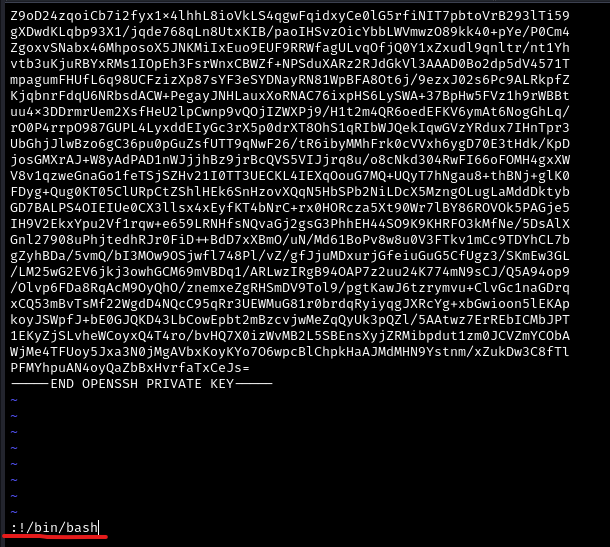 Z9oD24zqoiCb7i2fyx1×4lhhL8ioVkLS4qgwFqidxyCe0lG5rfiNIT7pbtoVrB293lTi59
gXDwdKLqbp93X1/jqde768qLn8UtxKIB/paoIHSvzOicYbbLWVmwzO89kk40+pYe/P0Cm4
ZgoxvSNabx46MhposoX5JNKMiIxEuo9EUF9RRWfagULvqOfjQ0Y1xZxudl9qnltr/nt1Yh
vtb3uKjuRBYxRMs1IOpEh3FsrWnxCBWZf+NPSduXARz2RJdGkVl3AAAD0Bo2dp5dV4571T
mpagumFHUfL6q98UCFzizXp87sYF3eSYDNayRN81WpBFA8Ot6j/9ezxJ02s6Pc9ALRkpfZ
KjqbnrFdqU6NRbsdACW+PegayJNHLauxXoRNAC76ixpHS6LySWA+37BpHw5FVz1h9rWBBt
uu4×3DDrmrUem2XsfHeU2lpCwnp9vQOjIZWXPj9/H1t2m4QR6oedEFKV6ymAt6NogGhLq/
rO0P4rrpO987GUPL4LyxddEIyGc3rX5p0drXT8OhS1qRIbWJQekIqwGVzYRdux7IHnTpr3
UbGhjJlwBzo6gC36pu0pGuZsfUTT9qNwF26/tR6ibyMMhFrk0cVVxh6ygD70E3tHdk/KpD
josGMXrAJ+W8yAdPAD1nWJjjhBz9jrBcQVS5VIJjrq8u/o8cNkd304RwFI66oFOMH4gxXW
V8v1qzweGnaGo1feTSjSZHv21I0TT3UECKL4IEXqOouG7MQ+UQyT7hNgau8+thBNj+glK0
FDyg+Qug0KT05ClURpCtZShlHEk6SnHzovXQqN5HbSPb2NiLDcX5MzngOLugLaMddDktyb
GD7BALPS4OIEIUe0CX3llsx4xEyfKT4bNrC+rx0HORcza5Xt90Wr7lBY86ROVOk5PAGje5
IH9V2EkxYpu2Vf1rqw+e659LRNHfsNQvaGj2gsG3PhhEH44SO9K9KHRFO3kMfNe/5DsAlX
Gnl27908uPhjtedhRJr0FiD++BdD7xXBmO/uN/Md61BoPv8w8u0V3FTkv1mCc9TDYhCL7b
gZyhBDa/5vmQ/bI3MOw9OSjwfl748Pl/vZ/gfJjuMDxurjGfeiuGuG5CfUgz3/SKmEw3GL
/LM25wG2EV6jkj3owhGCM69mVBDq1/ARLwzIRgB94OAP7z2uu24K774mN9sCJ/Q5A94op9
/Olvp6FDa8RqAcM9OyQhO/znemxeZgRHSmDV9Tol9/pgtKawJ6tzrymvu+ClvGc1naGDrq
xCQ53mBvTsMf22WgdD4NQcC95qRr3UEWMuG81r0brdqRyiyqgJXRcYg+xbGwioon5lEKAp
koyJSWpfJ+bE0GJQKD43LbCowEpbt2mBzcvjwMeZqQyUk3pQZl/5AAtwz7ErREbICMbJPT
1EKyZjSLvheWCoyxQ4T4ro/bvHQ7X0izWvMB2L5SBEnsXyjZRMibpdut1zm0JCVZmYCObA
WjMe4TFUoy5Jxa3N0jMgAVbxKoyKYo7O6wpcBlChpkHaAJMdMHN9Ystnm/xZukDw3C8fTl
PFMYhpuAN4oyQaZbBxHvrfaTxCeJs=
-----END OPENSSH PRIVATE KEY-----
~
~
~
~
~
~
~
~
:!/bin/bash